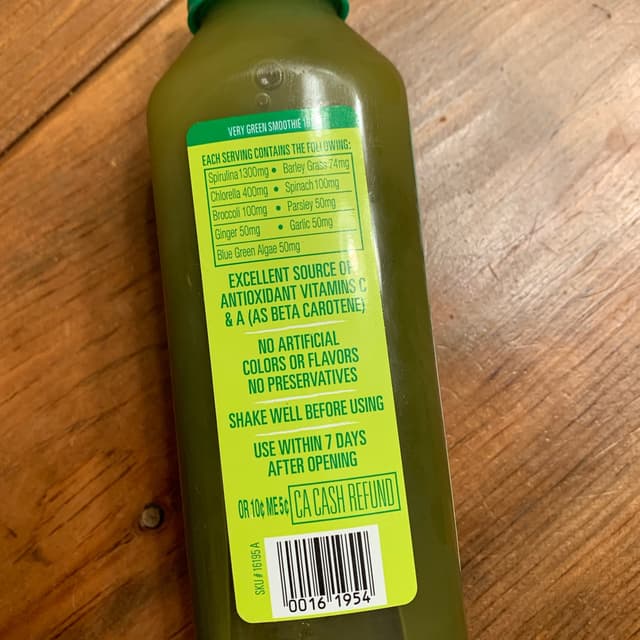 VERY GREEN SMOOTHIE
EACH SERVING CONTAINS THE FOLLOWING:
Spirulina 1300mg • Barley Grass 74mg
Chlorella 400mg • Spinach 100mg
Broccoli 100mg • Parsley 50mg
Ginger 50mg • Garlic 50mg
Blue Green Algae 50mg
EXCELLENT SOURCE OF
ANTIOXIDANT VITAMINS C
& A (AS BETA CAROTENE)
NO ARTIFICIAL
COLORS OR FLAVORS
NO PRESERVATIVES
SHAKE WELL BEFORE USING
USE WITHIN 7 DAYS
AFTER OPENING
OR 10¢ ME 5¢ CA CASH REFUND
SKU# 16195 A
0016 1954